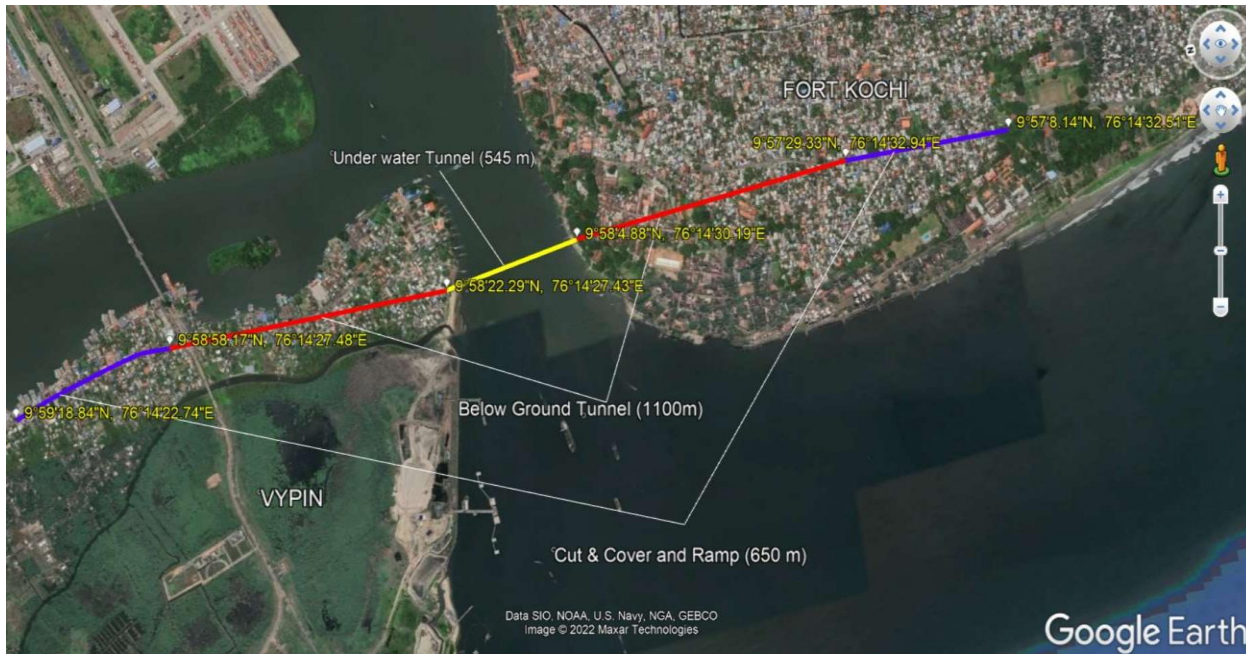 FORT KOCHI
9°57'8.14"N, 76°14'32.51"E
9°57'29.33"N, 76°14'32.94"E
Under water Tunnel (545 m)
9°58'4.88"N, 76°14'30.19"E
9°58'22.29"N, 76°14'27.43"E
9°58'58.17"N, 76°14'27.48"E
Below Ground Tunnel (1100m)
9°59'18.84"N, 76°14'22.74"E
VYPIN
Cut & Cover and Ramp (650 m)
Data SIO, NOAA, U.S. Navy, NGA, GEBCO
Image © 2022 Maxar Technologies
Google Earth
N